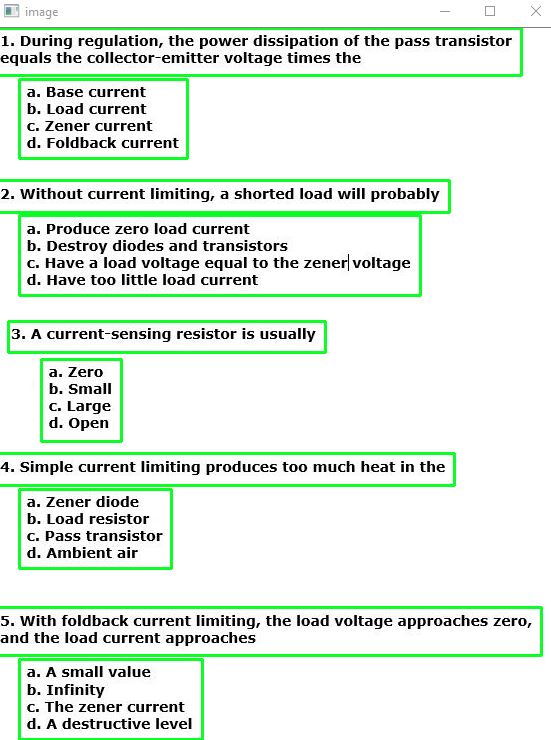 image
1. During regulation, the power dissipation of the pass transistor
equals the collector-emitter voltage times the
a. Base current
b. Load current
c. Zener current
d. Foldback current
2. Without current limiting, a shorted load will probably
a. Produce zero load current
b. Destroy diodes and transistors
c. Have a load voltage equal to the zener voltage
d. Have too little load current
3. A current-sensing resistor is usually
a. Zero
b. Small
c. Large
d. Open
4. Simple current limiting produces too much heat in the
a. Zener diode
b. Load resistor
c. Pass transistor
d. Ambient air
5. With foldback current limiting, the load voltage approaches zero,
and the load current approaches
a. A small value
b. Infinity
c. The zener current
d. A destructive level